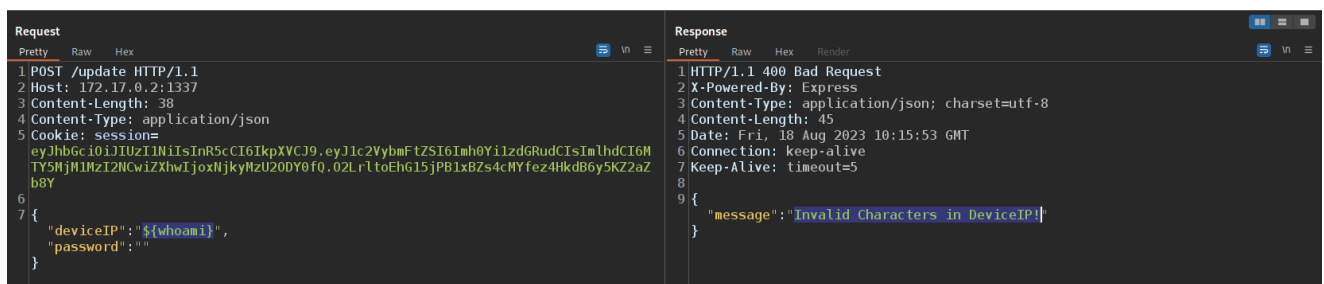 Request
Pretty Raw Hex
\n
1 POST /update HTTP/1.1
2 Host: 172.17.0.2:1337
3 Content-Length: 38
4 Content-Type: application/json
5 Cookie: session=
eyJhbGciOiJIUzI1NiIsInR5cCI6IkpXVCJ9.eyJ1c2VybmFtZSI6Imh0Yi1zdGRudCIsImlhdCI6M
TY5MjM1MzI2NCwiZXhwIjoxNjkyMzU2ODY0fQ.O2LrltoEhG15jPB1xBZs4cMYfez4HkdB6y5KZ2aZ
b8Y
6
7 {
"deviceIP":"${whoami}",
"password":""
}
Response
Pretty Raw Hex Render
\n
1 HTTP/1.1 400 Bad Request
2 X-Powered-By: Express
3 Content-Type: application/json; charset=utf-8
4 Content-Length: 45
5 Date: Fri, 18 Aug 2023 10:15:53 GMT
6 Connection: keep-alive
7 Keep-Alive: timeout=5
8
9 {
"message":"Invalid Characters in DeviceIP!"
}